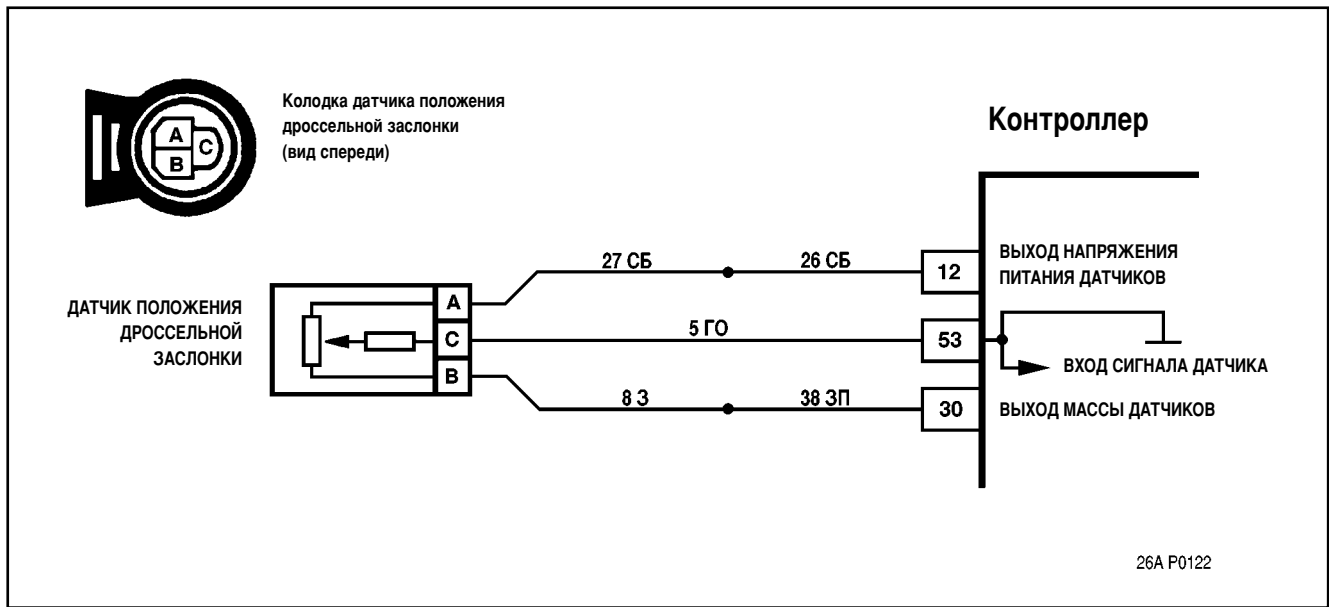 Колодка датчика положения
дроссельной заслонки
(вид спереди)
A
B
C
Контроллер
ДАТЧИК ПОЛОЖЕНИЯ
ДРОССЕЛЬНОЙ
ЗАСЛОНКИ
A
C
B
27 СБ
26 СБ
5 ГО
8 З
38 ЗП
12
53
30
ВЫХОД НАПРЯЖЕНИЯ
ПИТАНИЯ ДАТЧИКОВ
ВХОД СИГНАЛА ДАТЧИКА
ВЫХОД МАССЫ ДАТЧИКОВ
26A P0122